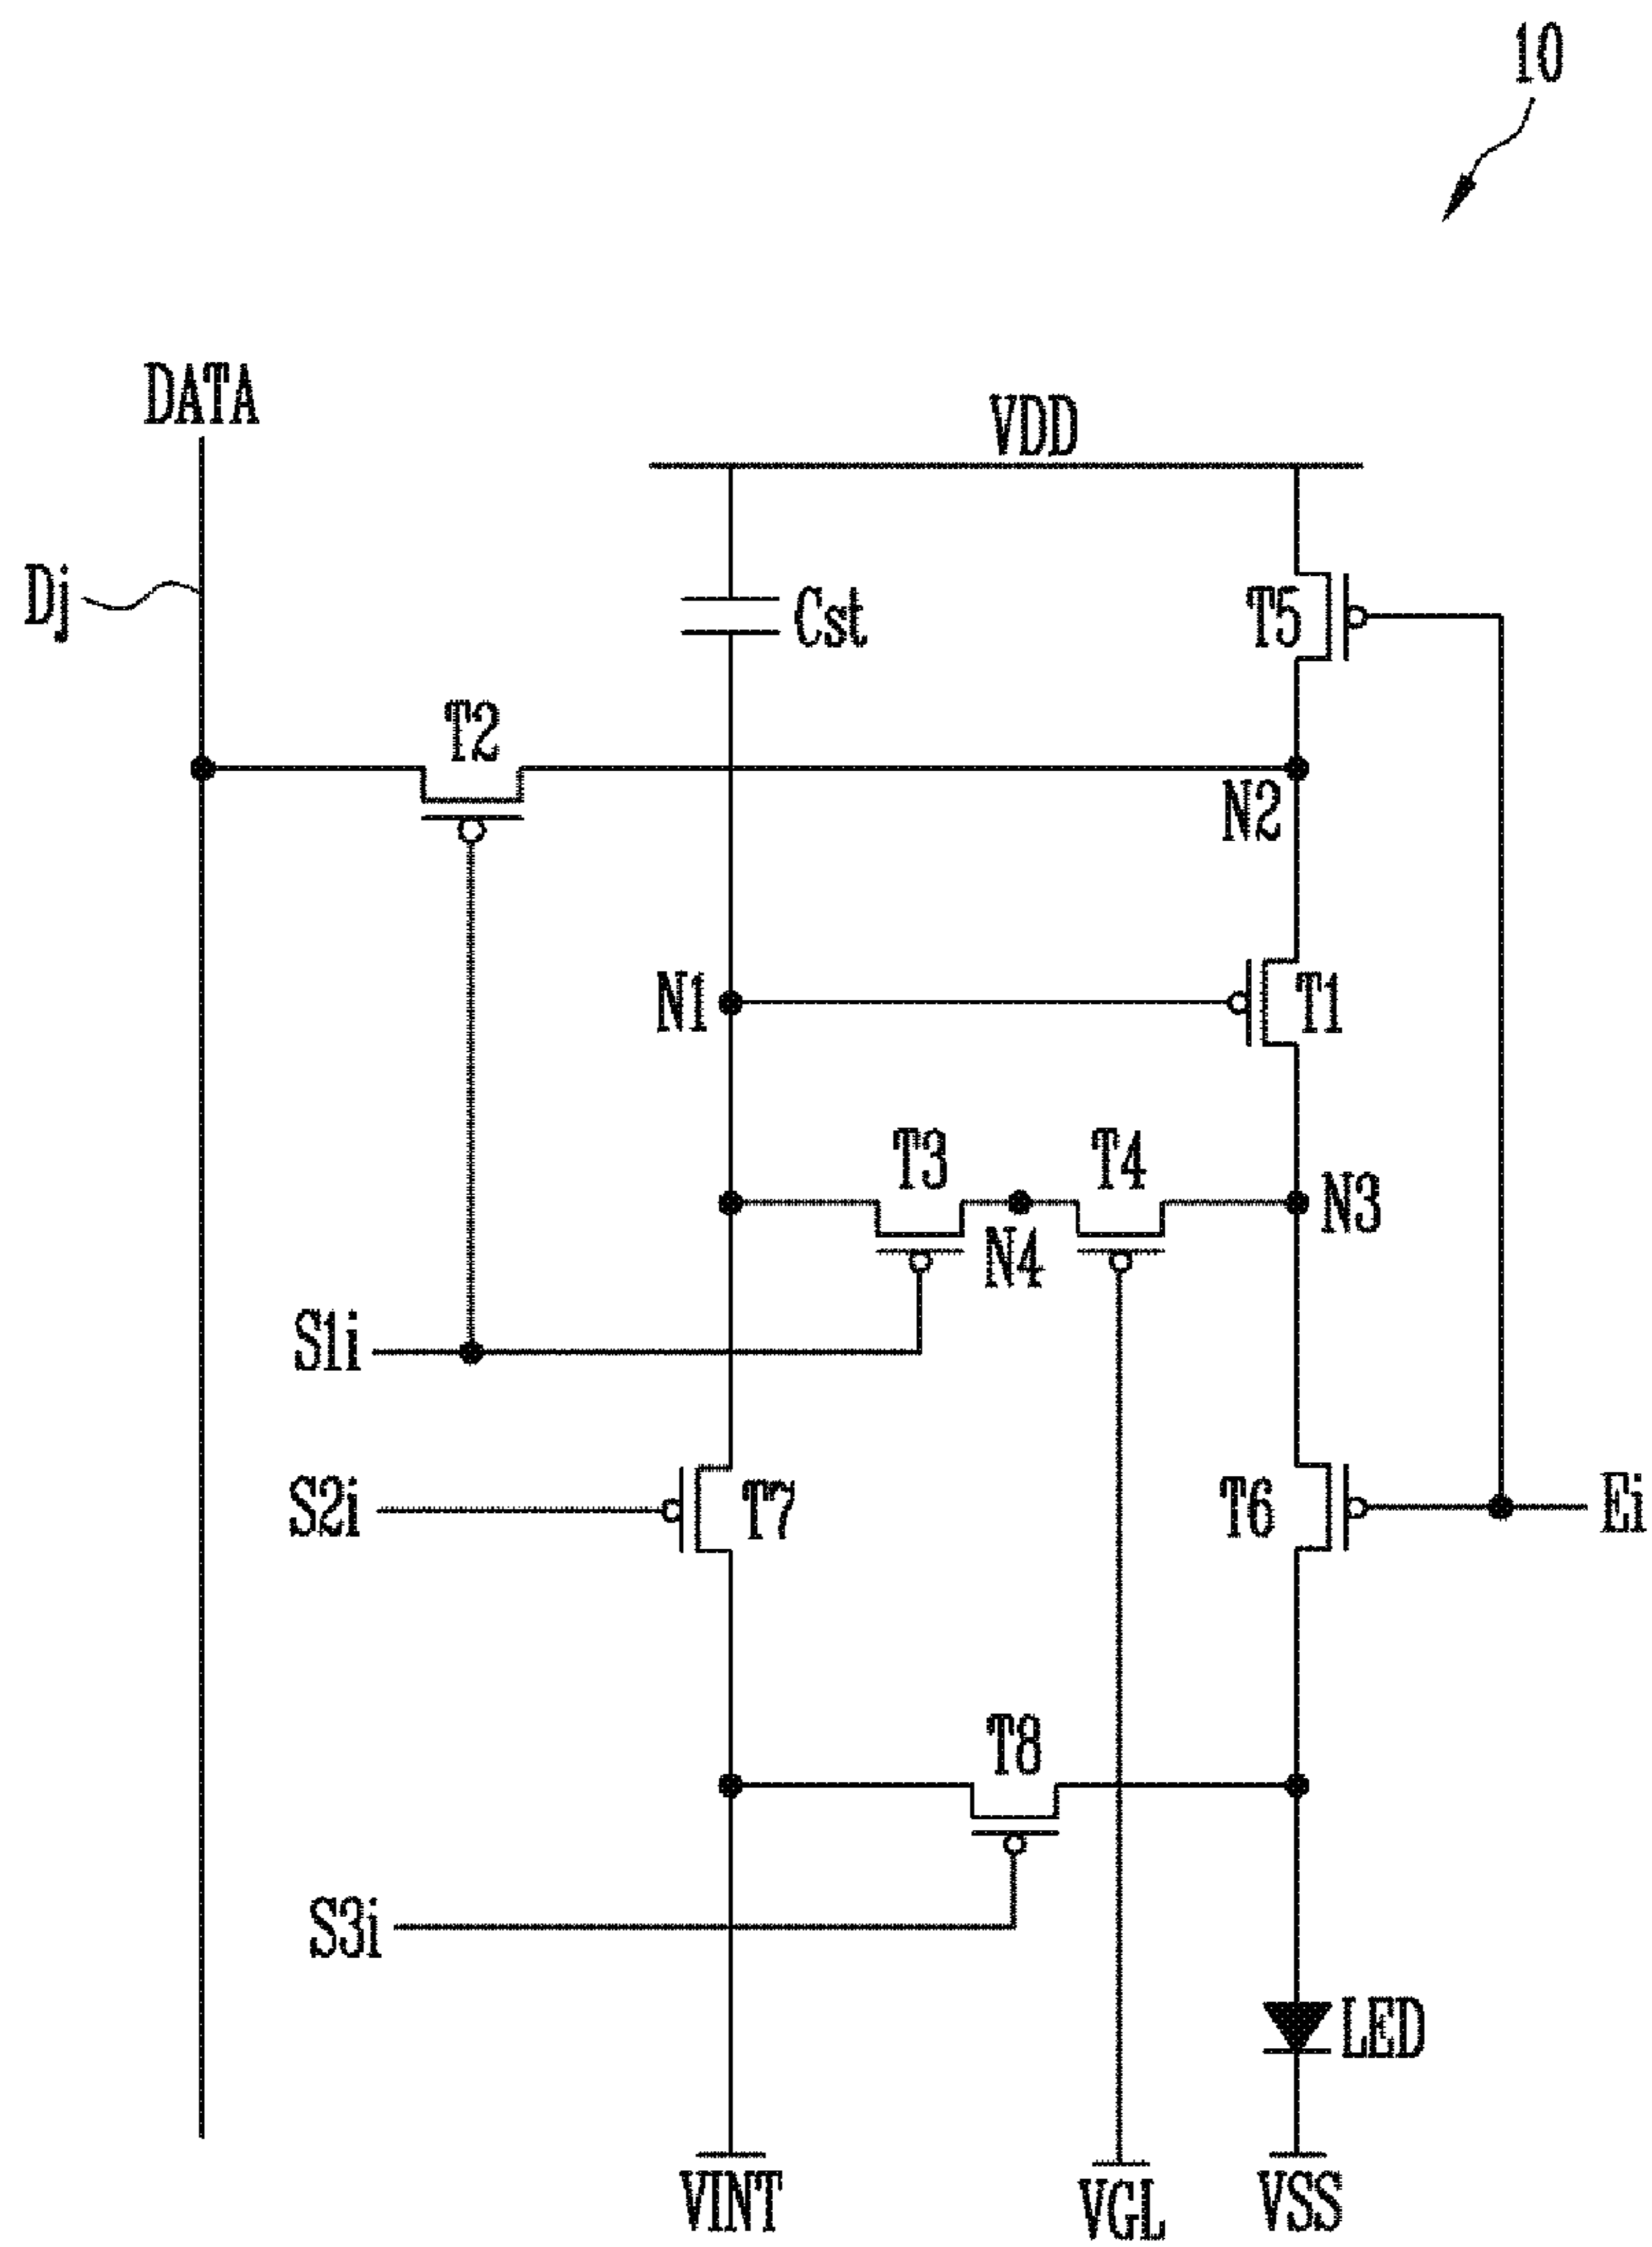 10
DATA
VDD
Dj
Cst
T5
T2
N2
N1
T1
T3
T4
N3
N4
S1i
S2i
T7
T6
Ei
T8
S3i
LED
VINT
VGL
VSS